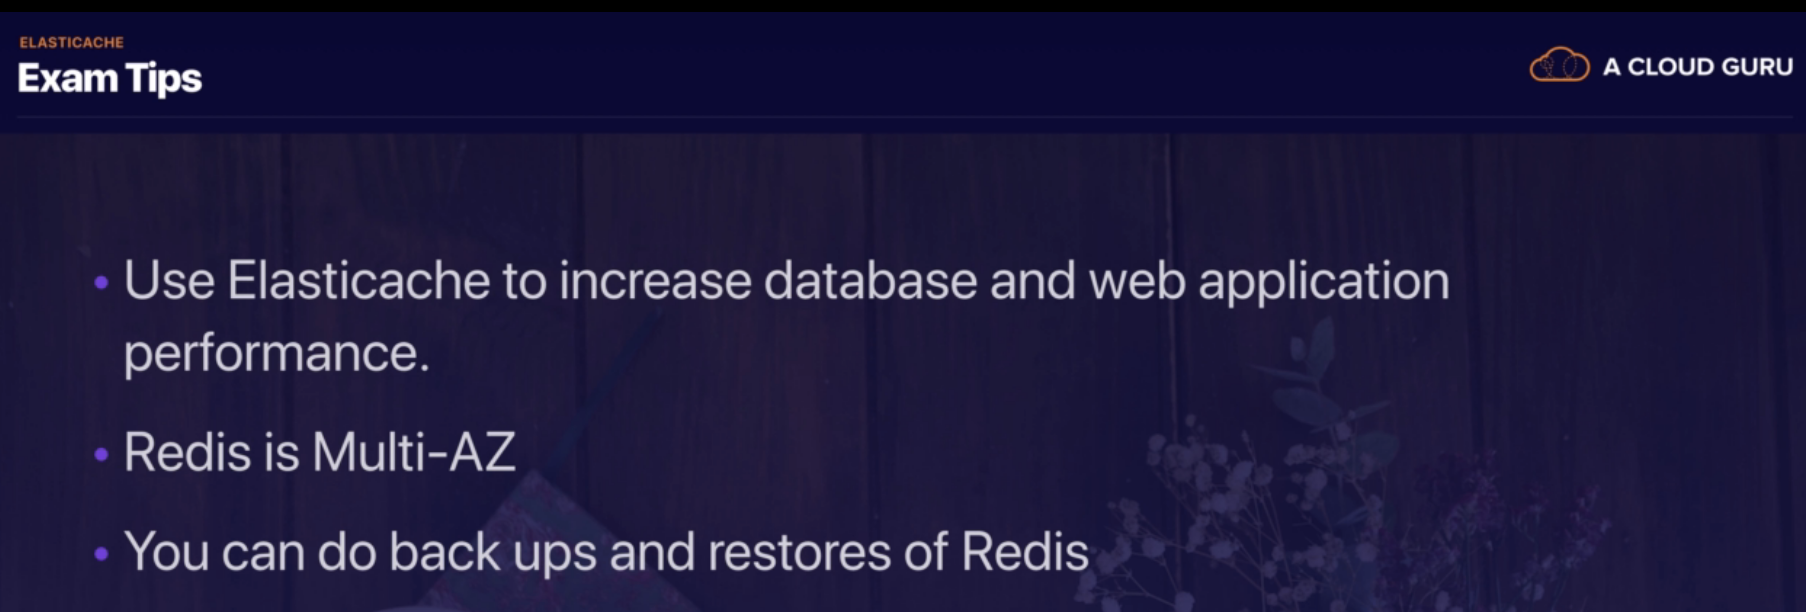 ELASTICACHE
Exam Tips
A CLOUD GURU
• Use Elasticache to increase database and web application
performance.
• Redis is Multi-AZ
• You can do back ups and restores of Redis